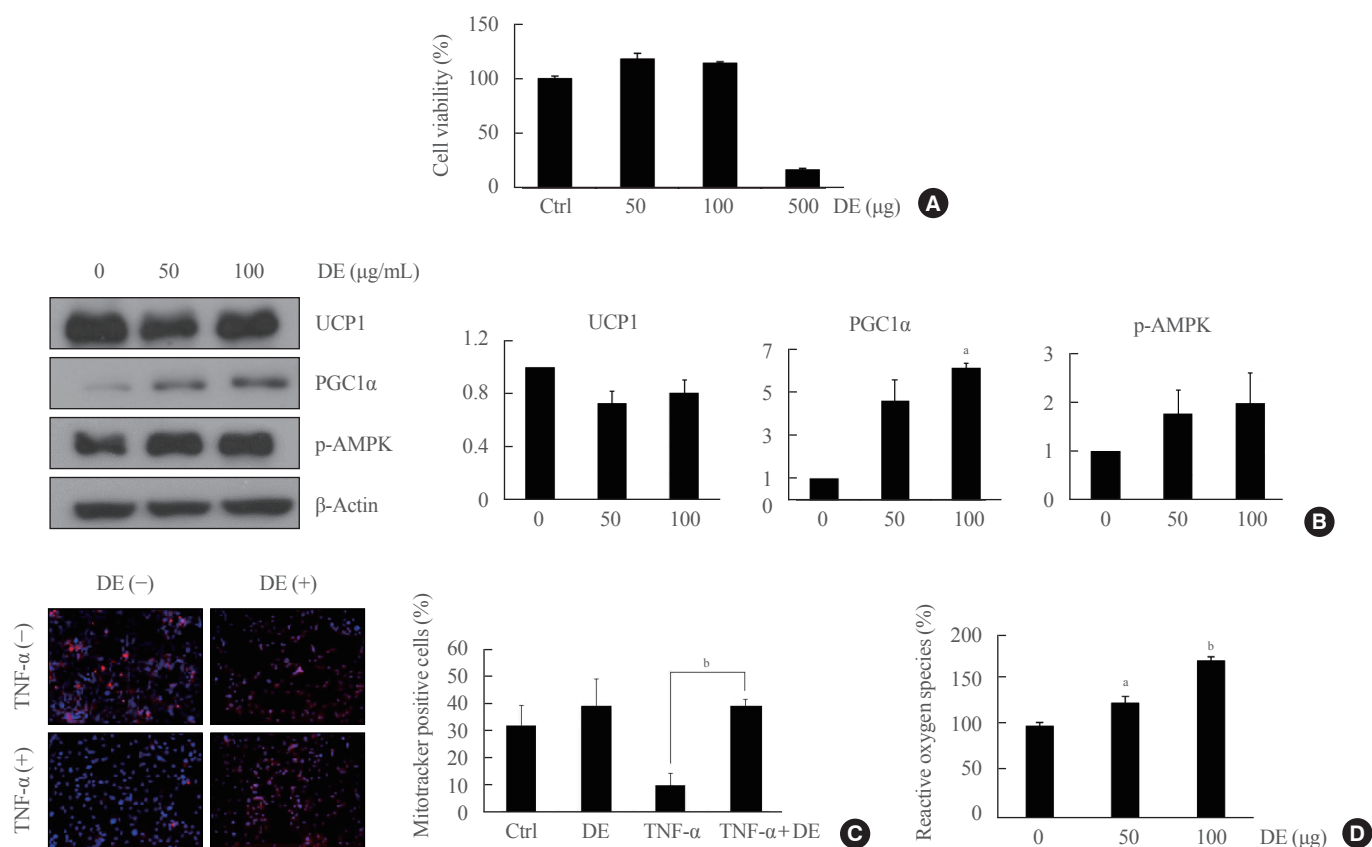 Cell viability (%)
150
100
50
0
Ctrl 50 100 500 DE (μg)
A
0 50 100 DE (μg/mL)
UCP1
PGC1α
p-AMPK
β-Actin
UCP1
1.2
0.8
0.4
0
0 50 100
PGC1α
7
5
3
1
0
a
0 50 100
p-AMPK
3
2
1
0
0 50 100
B
DE (−) DE (+)
TNF-α (−)
TNF-α (+)
Mitotracker positive cells (%)
60
50
40
30
20
10
0
b
Ctrl DE TNF-α TNF-α+DE
C
Reactive oxygen species (%)
200
150
100
50
0
a
b
0 50 100 DE (μg)
D